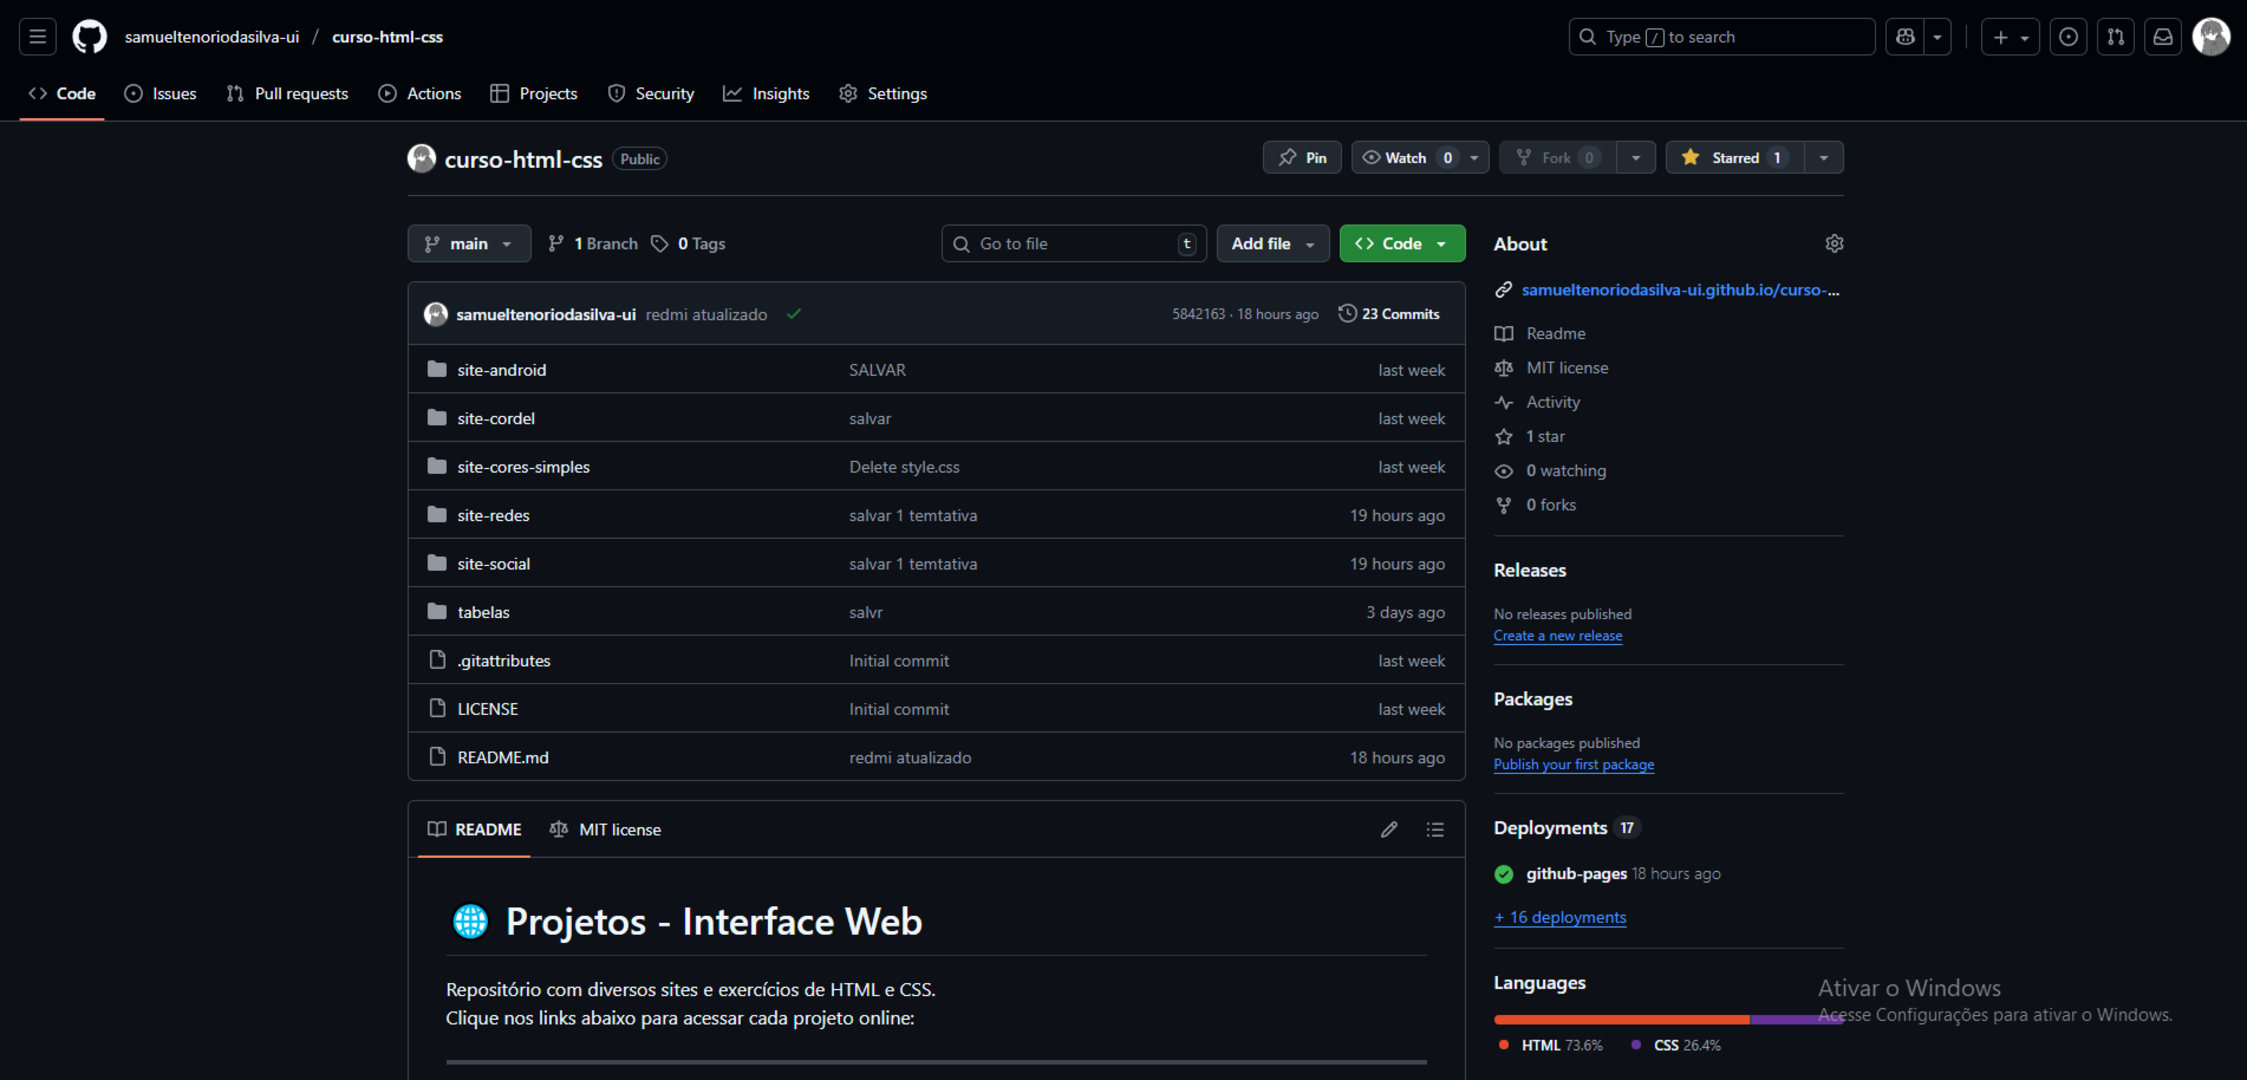 samueltenoriodasilva-ui / curso-html-css
Type / to search
Code Issues Pull requests Actions Projects Security Insights Settings
curso-html-css Public
Pin Watch 0 Fork 0 Starred 1
main 1 Branch 0 Tags
Go to file t Add file Code
samueltenoriodasilva-ui redmi atualizado 5842163 · 18 hours ago 23 Commits
site-android SALVAR last week
site-cordel salvar last week
site-cores-simples Delete style.css last week
site-redes salvar 1 temtativa 19 hours ago
site-social salvar 1 temtativa 19 hours ago
tabelas salvr 3 days ago
.gitattributes Initial commit last week
LICENSE Initial commit last week
README.md redmi atualizado 18 hours ago
README MIT license
Projetos - Interface Web
Repositório com diversos sites e exercícios de HTML e CSS.
Clique nos links abaixo para acessar cada projeto online:
About
samueltenoriodasilva-ui.github.io/curso-...
Readme
MIT license
Activity
1 star
0 watching
0 forks
Releases
No releases published
Create a new release
Packages
No packages published
Publish your first package
Deployments 17
github-pages 18 hours ago
+ 16 deployments
Languages
HTML 73.6% CSS 26.4%
Ativar o Windows
Acesse Configurações para ativar o Windows.